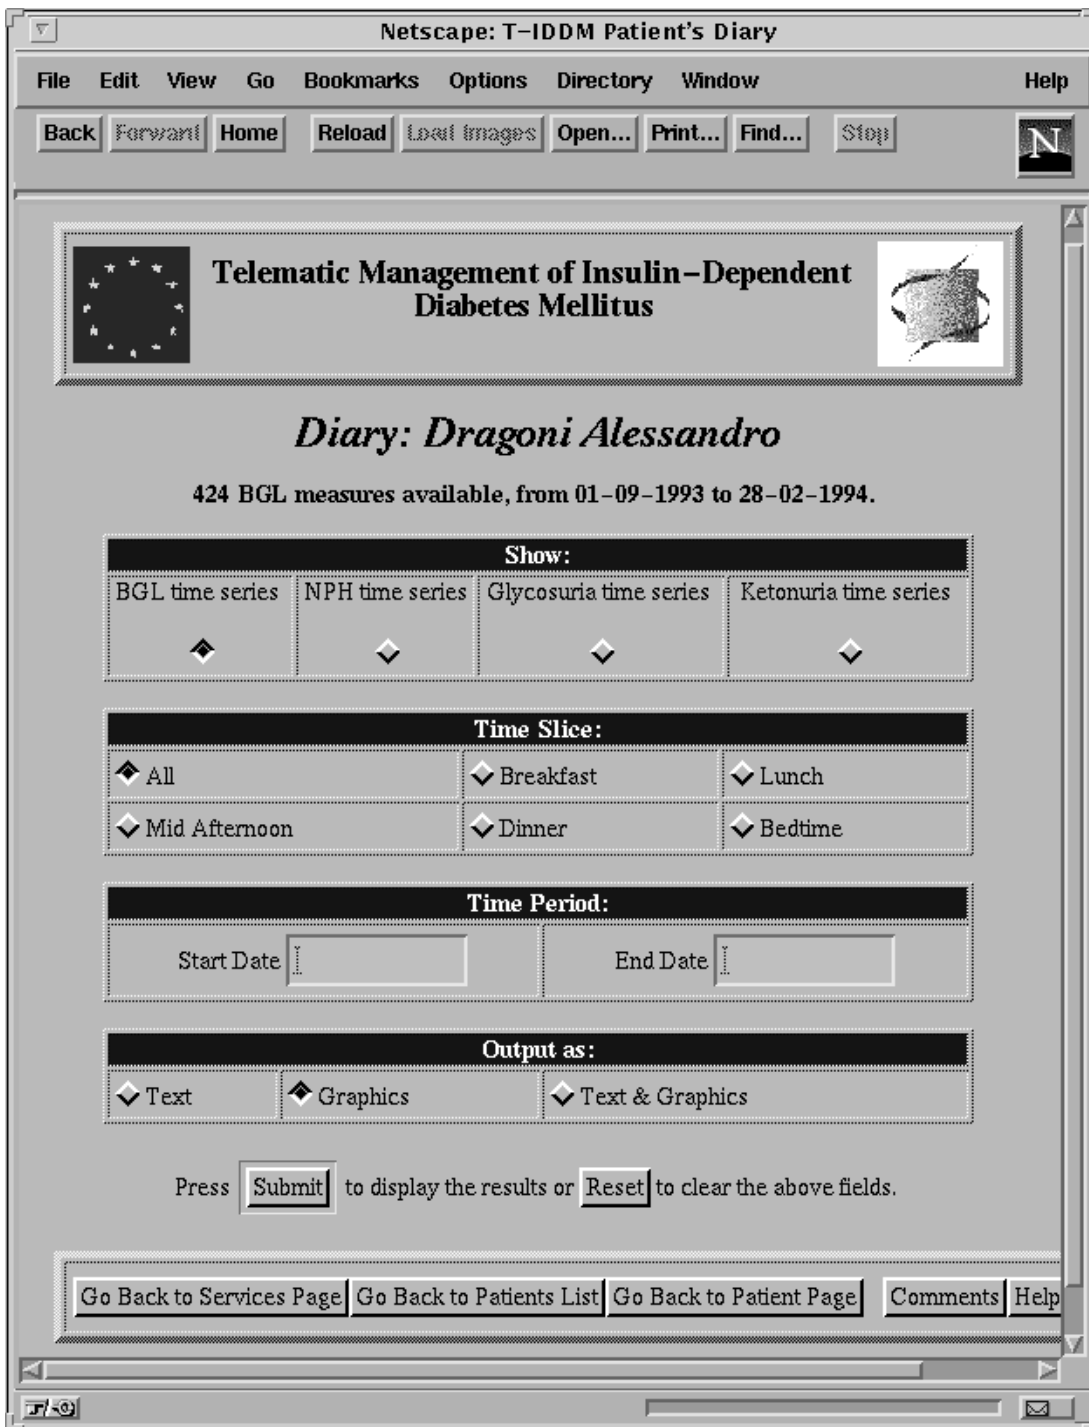 Netscape: T-IDDM Patient's Diary
File Edit View Go Bookmarks Options Directory Window Help
Back Forward Home Reload Load Images Open... Print... Find... Stop N
Telematic Management of Insulin-Dependent
Diabetes Mellitus
Diary: Dragoni Alessandro
424 BGL measures available, from 01-09-1993 to 28-02-1994.
Show:
BGL time series NPH time series Glycosuria time series Ketonuria time series
Time Slice:
All Breakfast Lunch
Mid Afternoon Dinner Bedtime
Time Period:
Start Date End Date
Output as:
Text Graphics Text & Graphics
Press Submit to display the results or Reset to clear the above fields.
Go Back to Services Page Go Back to Patients List Go Back to Patient Page Comments Help